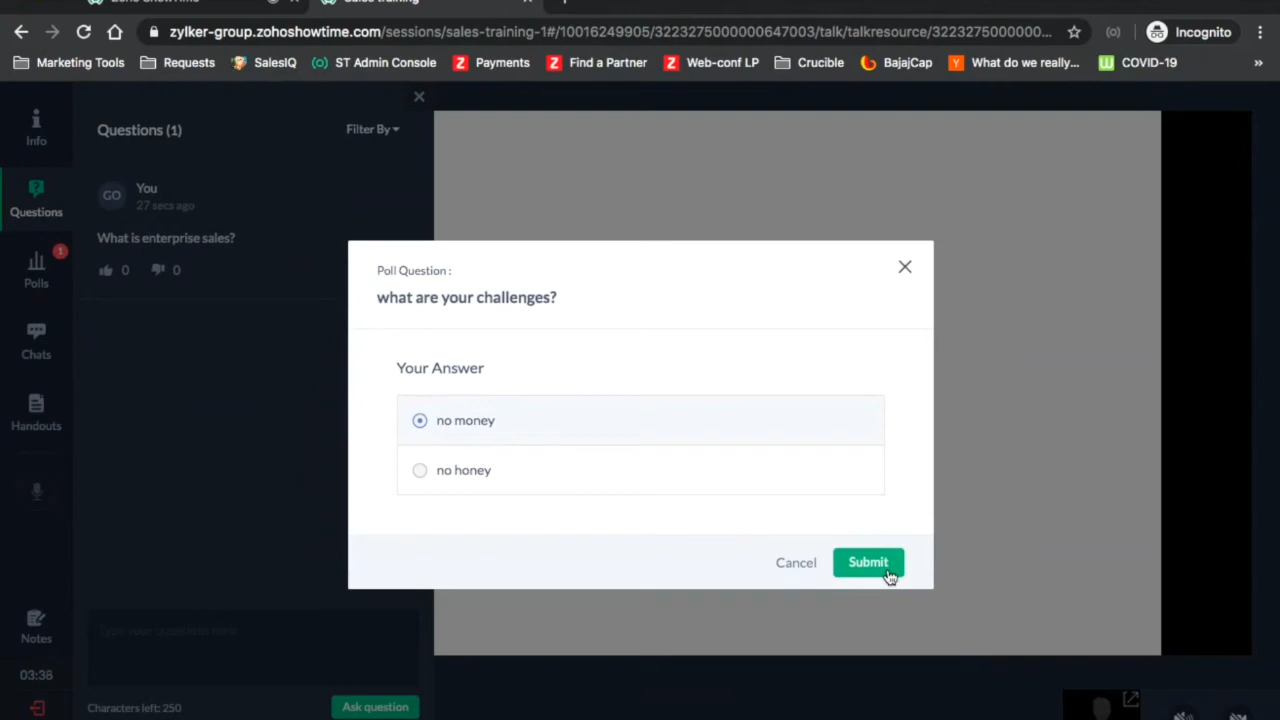 Sales training
zylker-group.zohoshowtime.com/sessions/sales-training-1#/10016249905/3223275000000647003/talk/talkresource/3223275000000...
Incognito
Marketing Tools
Requests
SalesIQ
ST Admin Console
Z Payments
Z Find a Partner
Z Web-conf LP
Crucible
BajajCap
Y What do we really...
W COVID-19
»
Info
Questions
1
Polls
Chats
Handouts
Notes
03:38
Questions (1)
Filter By
GO
You
27 secs ago
What is enterprise sales?
0 0
Type your questions here
Characters left: 250
Ask question
Poll Question :
what are your challenges?
Your Answer
no money
no honey
Cancel
Submit